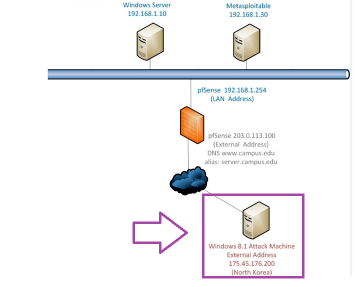 Windows Server
192.168.1.10
Metasploitable
192.168.1.30
pfSense 192.168.1.254
(LAN Address)
pfSense 203.0.113.100
(External Address)
DNS www.campus.edu
alias: server.campus.edu
Windows 8.1 Attack Machine
External Address
175.45.176.200
(North Korea)